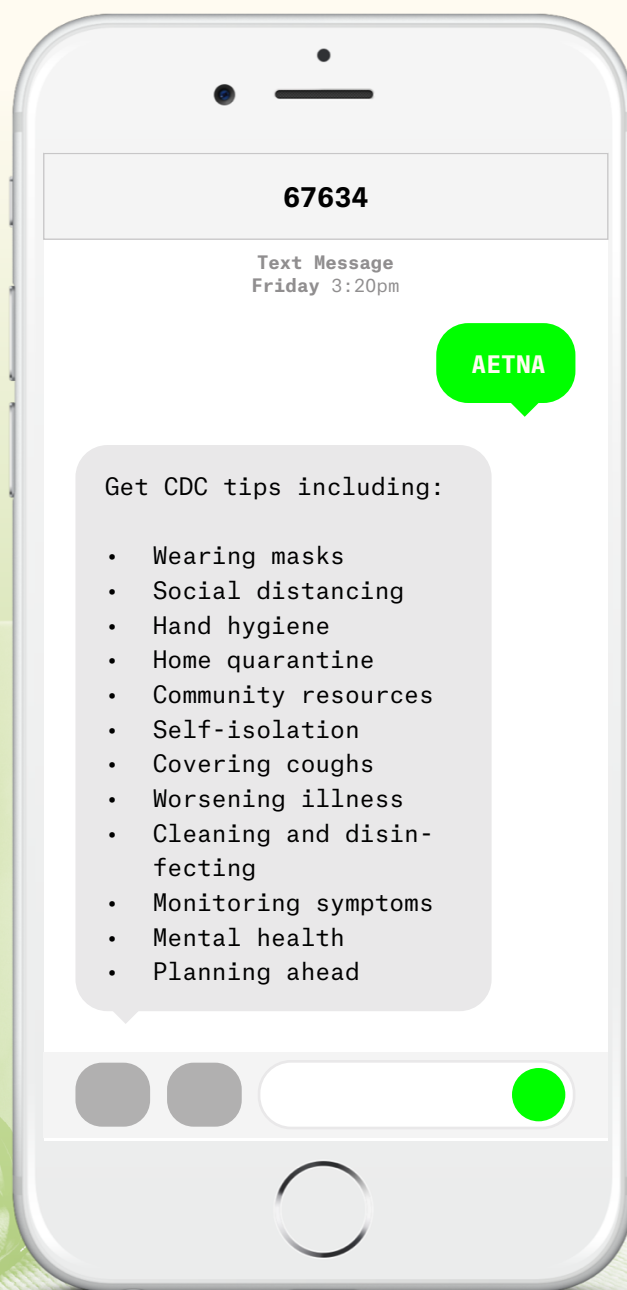 67634
Text Message
Friday 3:20pm
AETNA
Get CDC tips including:
• Wearing masks
• Social distancing
• Hand hygiene
• Home quarantine
• Community resources
• Self-isolation
• Covering coughs
• Worsening illness
• Cleaning and disin-
fecting
• Monitoring symptoms
• Mental health
• Planning ahead